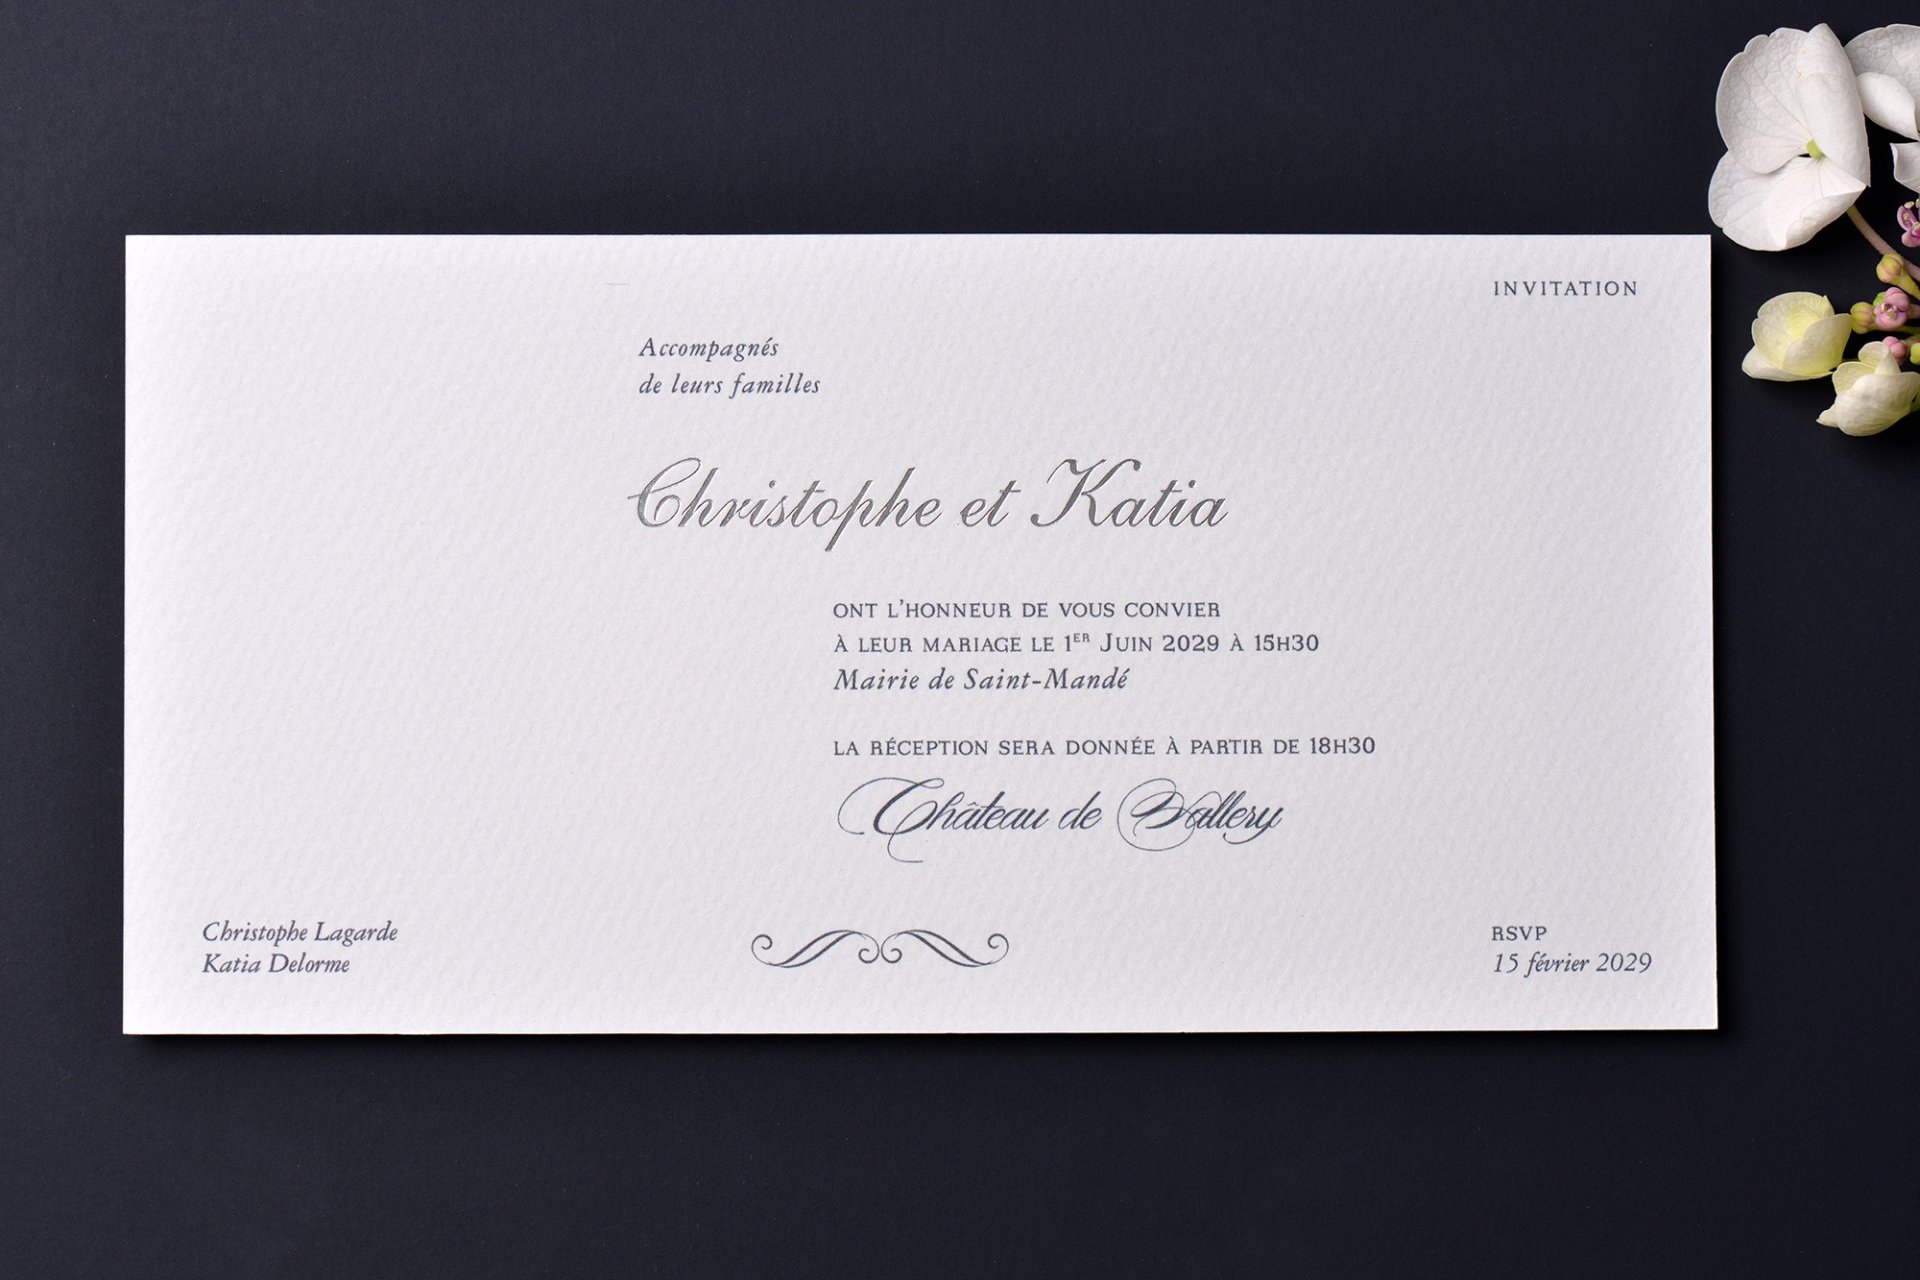 INVITATION
Accompagnés
de leurs familles
Christophe et Katia
ONT L'HONNEUR DE VOUS CONVIER
À LEUR MARIAGE LE 1ER JUIN 2029 À 15H30
Mairie de Saint-Mandé
LA RÉCEPTION SERA DONNÉE À PARTIR DE 18H30
Château de Vallery
Christophe Lagarde
Katia Delorme
RSVP
15 février 2029